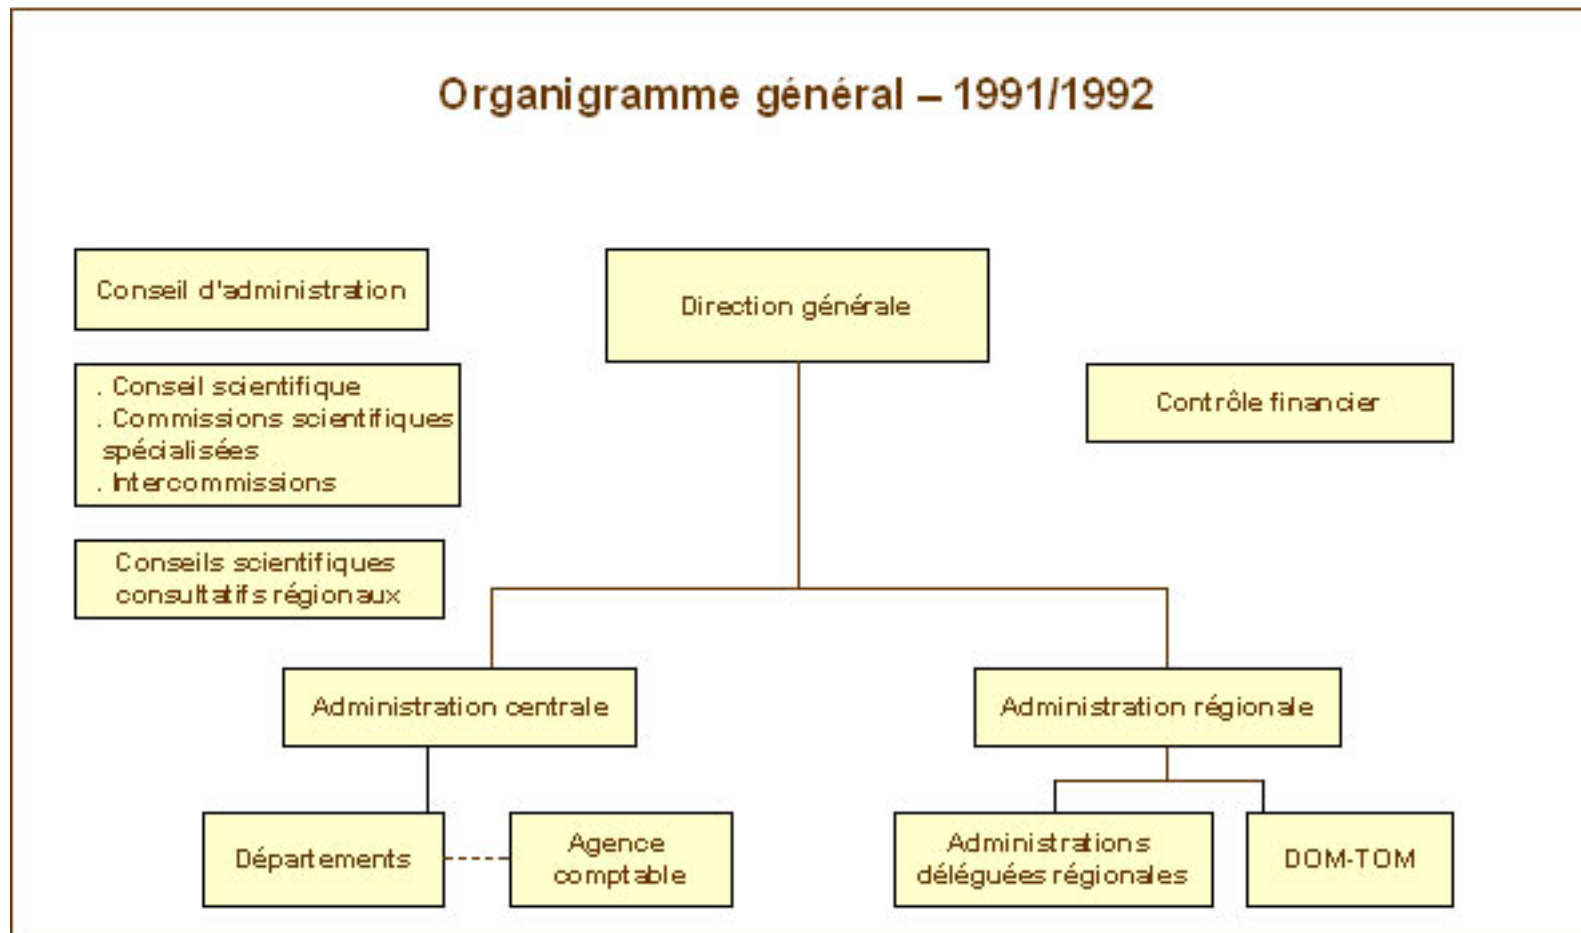 Organigramme général – 1991/1992
Conseil d'administration
Direction générale
. Conseil scientifique
. Commissions scientifiques
spécialisées
. Intercommissions
Contrôle financier
Conseils scientifiques
consultatifs régionaux
Administration centrale
Administration régionale
Départements
Agence
comptable
Administrations
déléguées régionales
DOM-TOM